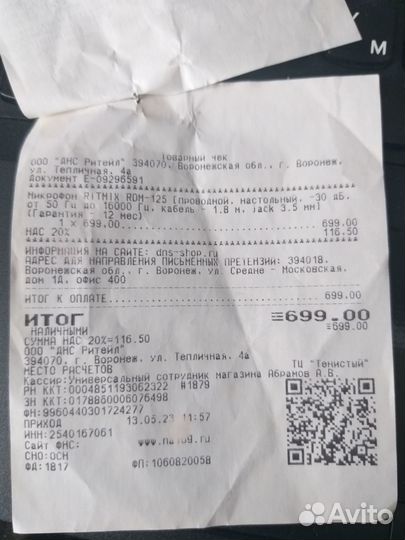 M
Товарный чек
ООО "ДНС Ритейл" 394070, Воронежская обл., г. Воронеж,
ул. Тепличная, 4а
Документ Е-09296591
Микрофон RITMIX RDM-125 [проводной, настольный, -30 дБ,
от 50 Гц до 16000 Гц, кабель - 1.8 м, Jack 3.5 мм]
(Гарантия - 12 мес)
1 x 699.00 699.00
НДС 20% 116.50
ИНФОРМАЦИЯ НА САЙТЕ: dns-shop.ru
АДРЕС ДЛЯ НАПРАВЛЕНИЯ ПИСЬМЕННЫХ ПРЕТЕНЗИЙ: 394018,
Воронежская обл., г. Воронеж, ул. Средне - Московская,
дом 1Д, офис 400
ИТОГ К ОПЛАТЕ 699.00
ИТОГ =699.00
НАЛИЧНЫМИ =699.00
СУММА НДС 20%=116.50
ООО "ДНС Ритейл"
394070, г. Воронеж, ул. Тепличная, 4а
МЕСТО РАСЧЕТОВ ТЦ "Тенистый"
Кассир:Универсальный сотрудник магазина Абрамов А.В.
РН ККТ:0004851193062322 #1879
ЗН ККТ:0178860006076498
ФН:9960440301724277
ПРИХОД 13.05.23 11:57
ИНН:2540167061
Сайт ФНС: www.nalog.ru
СНО:ОСН
ФД:1817 ФП:1060820058
Avito